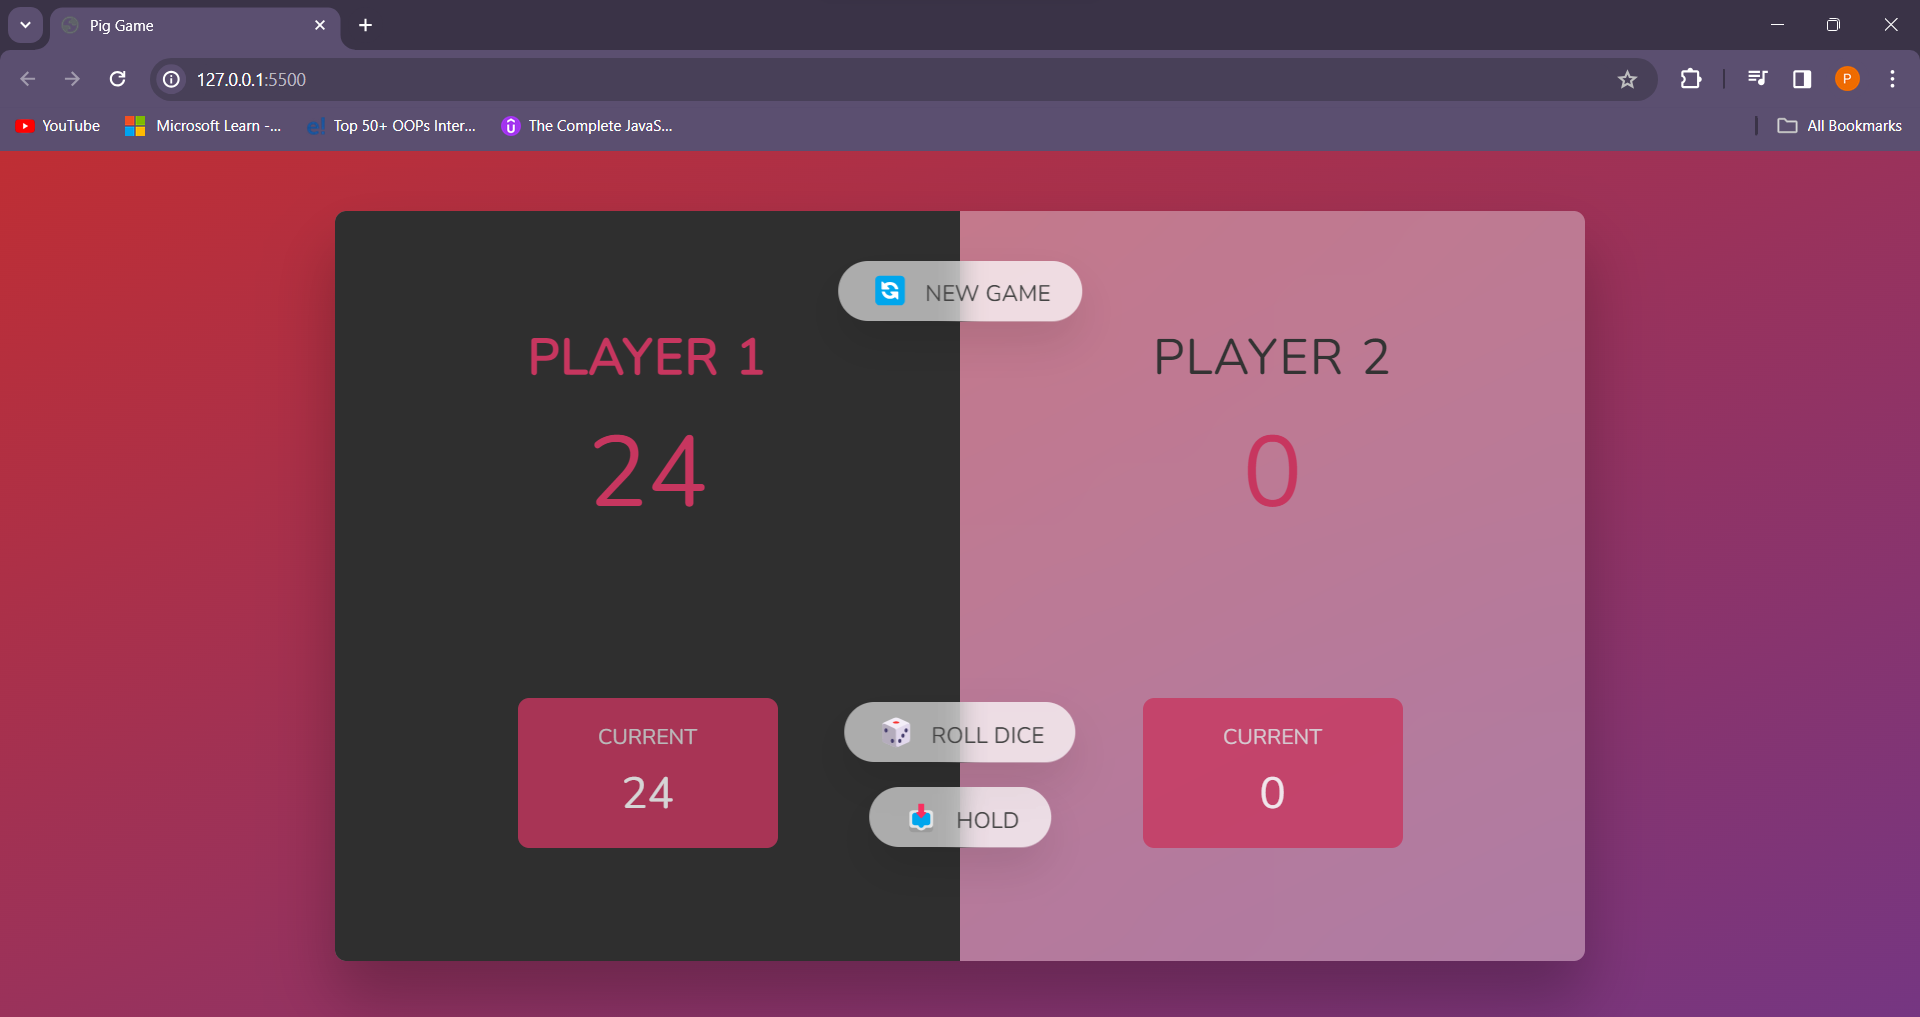 Pig Game
127.0.0.1:5500
P
YouTube
Microsoft Learn -...
e!
Top 50+ OOPs Inter...
The Complete JavaS...
All Bookmarks
NEW GAME
PLAYER 1
24
PLAYER 2
0
CURRENT
24
ROLL DICE
HOLD
CURRENT
0